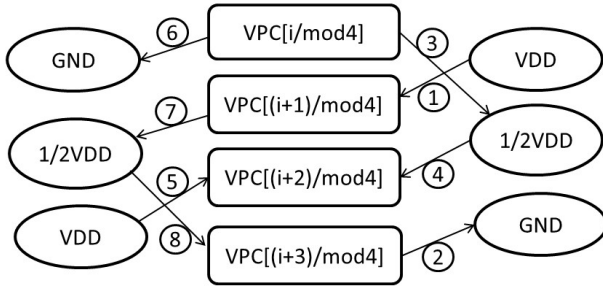 ⑥ VPC[i/mod4] ③
GND VDD
VPC[(i+1)/mod4] ①
⑦
1/2VDD 1/2VDD
⑤ VPC[(i+2)/mod4] ④
VDD GND
⑧ VPC[(i+3)/mod4] ②